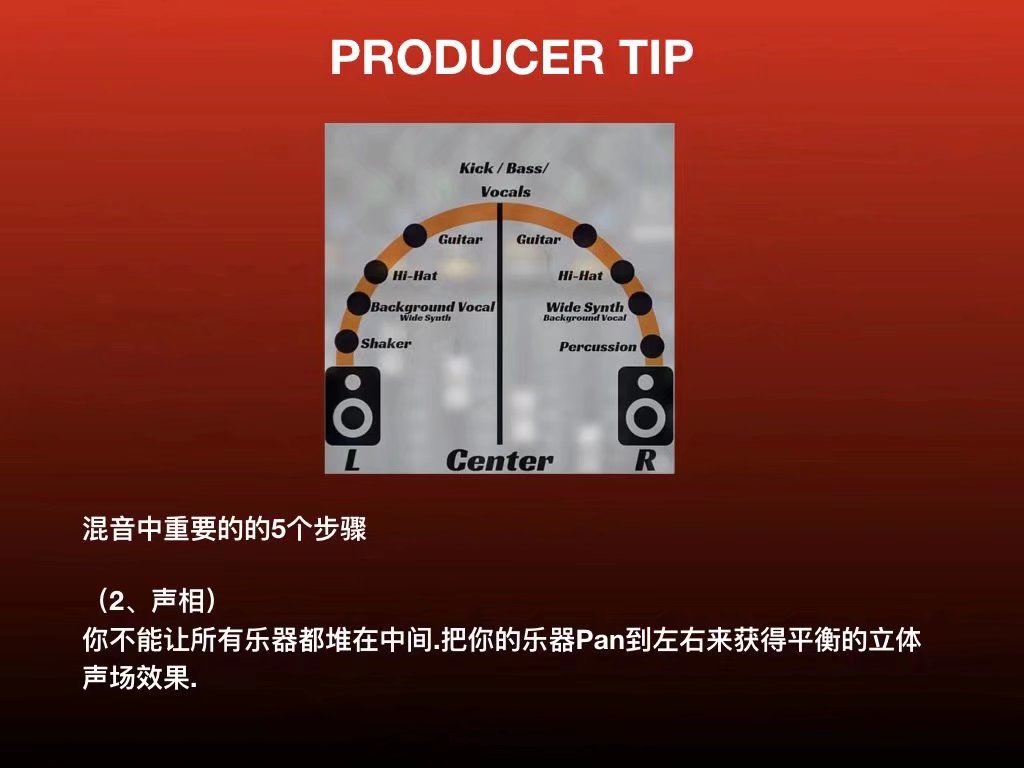 PRODUCER TIP
Kick / Bass/
Vocals
Guitar
Guitar
Hi-Hat
Hi-Hat
Background Vocal
Wide Synth
Wide Synth
Background Vocal
Shaker
Percussion
L
Center
R
混音中重要的的5个步骤
（2、声相）
你不能让所有乐器都堆在中间.把你的乐器Pan到左右来获得平衡的立体
声场效果.